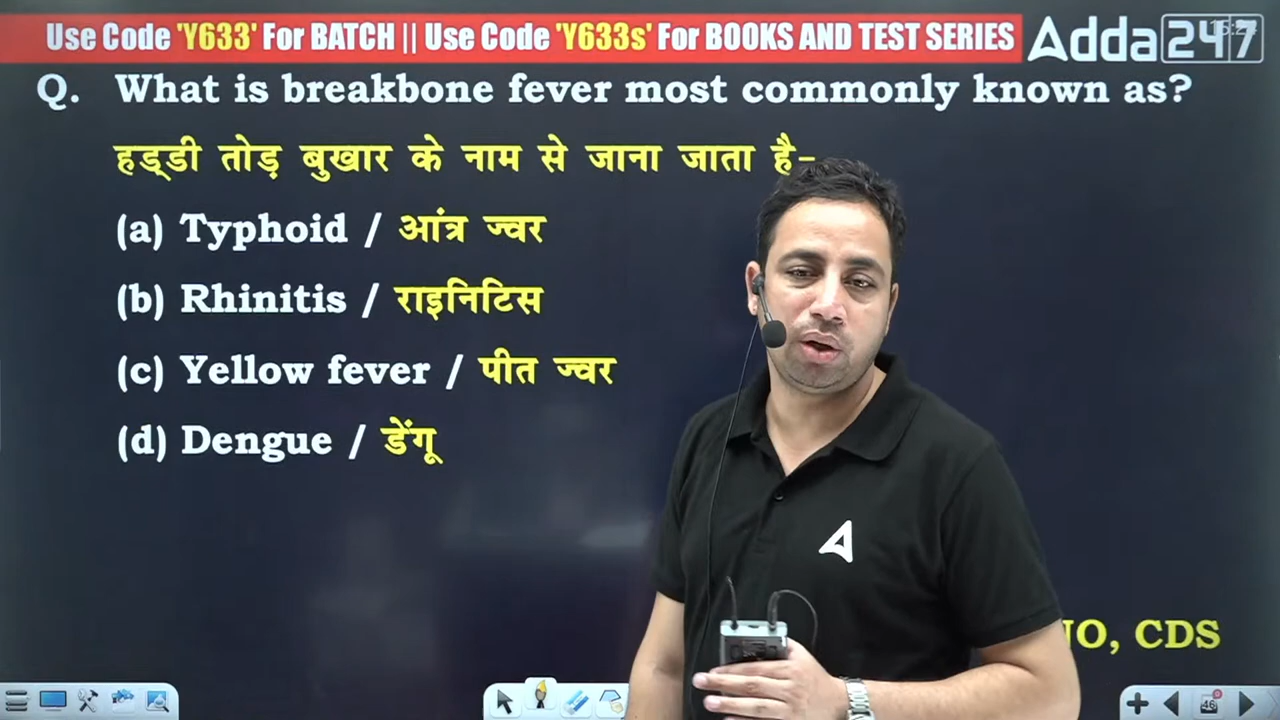 Use Code 'Y633' For BATCH || Use Code 'Y633s' For BOOKS AND TEST SERIES
Adda247
Q. What is breakbone fever most commonly known as?
हड्डी तोड़ बुखार के नाम से जाना जाता है-
(a) Typhoid / आंत्र ज्वर
(b) Rhinitis / राइनिटिस
(c) Yellow fever / पीत ज्वर
(d) Dengue / डेंगू
CDS
46